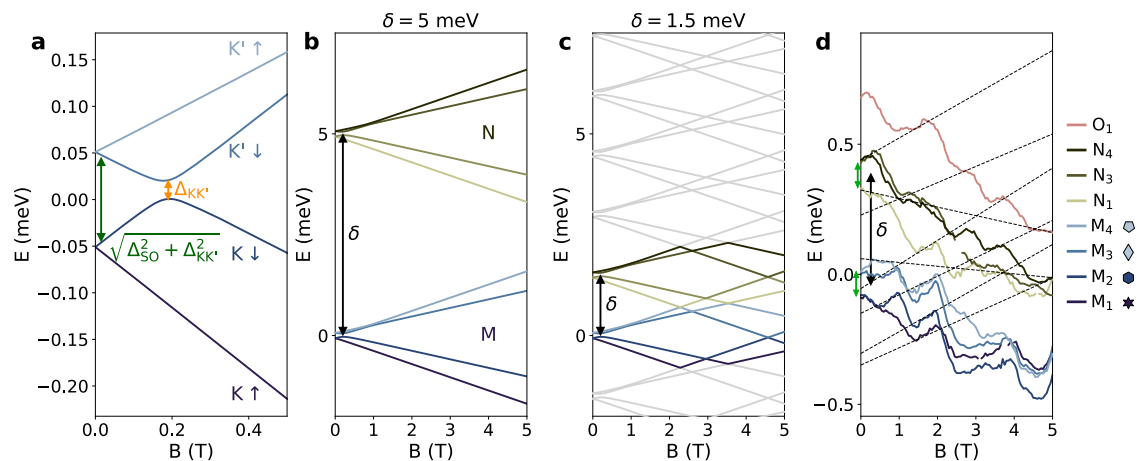 δ = 5 meV
δ = 1.5 meV
a
b
c
d
E (meV)
0.15
0.10
0.05
0.00
−0.05
−0.10
−0.15
−0.20
K' ↑
K' ↓
Δ_KK'
√(Δ²_SO + Δ²_KK')
K ↓
K ↑
0.0
0.2
0.4
B (T)
E (meV)
5
0
N
δ
M
0
1
2
3
4
5
B (T)
E (meV)
5
0
δ
0
1
2
3
4
5
B (T)
E (meV)
0.5
0.0
−0.5
δ
0
1
2
3
4
5
B (T)
O₁
N₄
N₃
N₁
M₄
M₃
M₂
M₁